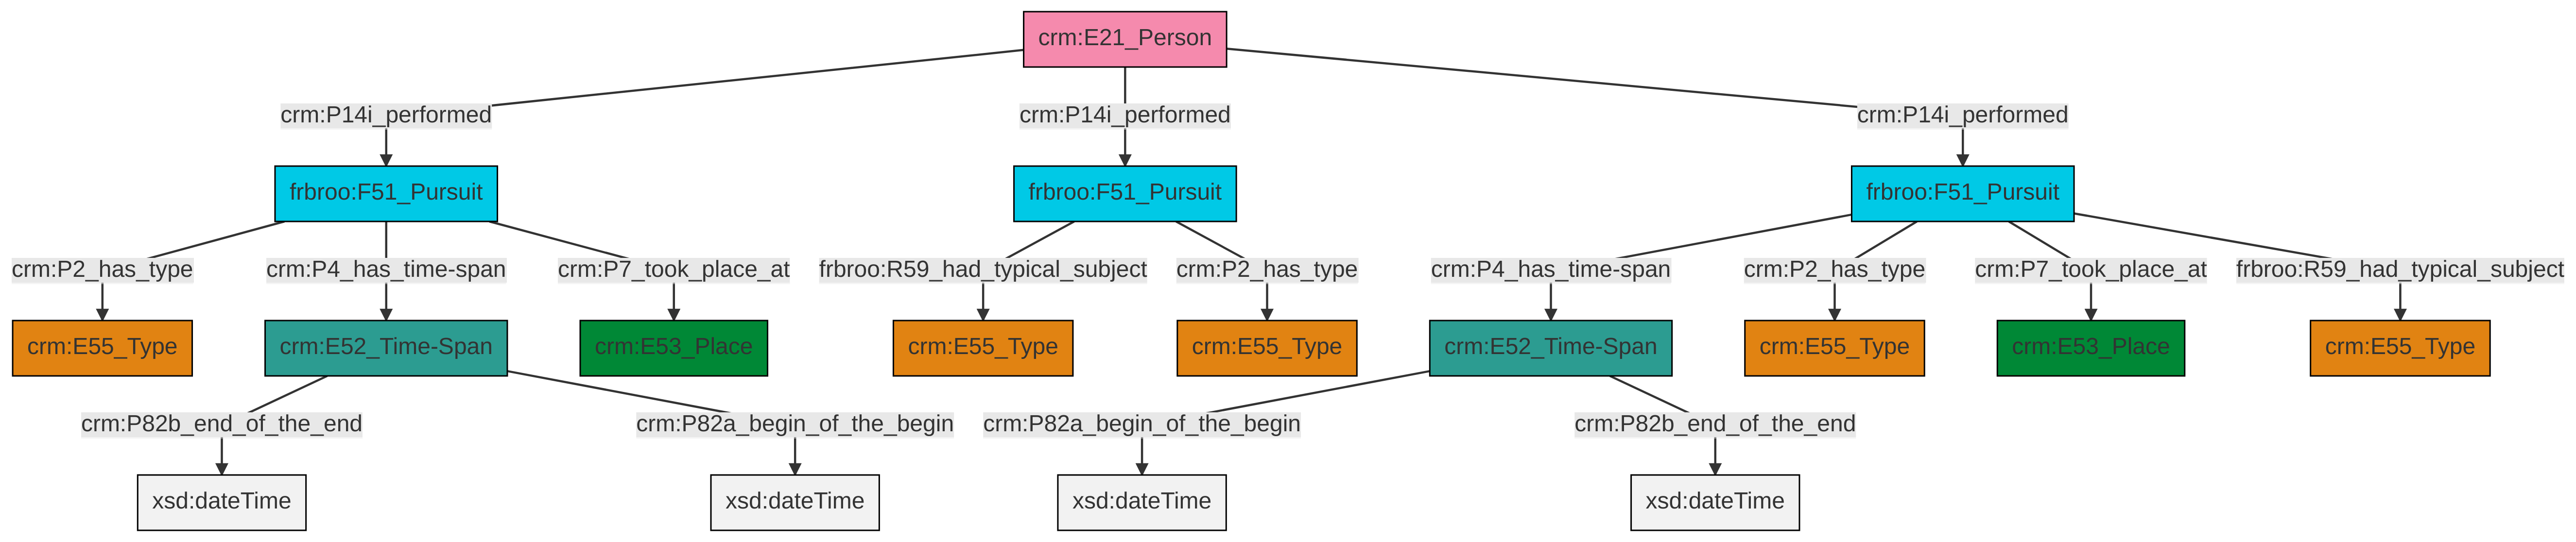 crm:E21_Person
crm:P14i_performed
crm:P14i_performed
crm:P14i_performed
frbroo:F51_Pursuit
frbroo:F51_Pursuit
frbroo:F51_Pursuit
crm:P2_has_type
crm:P4_has_time-span
crm:P7_took_place_at
frbroo:R59_had_typical_subject
crm:P2_has_type
crm:P4_has_time-span
crm:P2_has_type
crm:P7_took_place_at
frbroo:R59_had_typical_subject
crm:E55_Type
crm:E52_Time-Span
crm:E53_Place
crm:E55_Type
crm:E55_Type
crm:E52_Time-Span
crm:E55_Type
crm:E53_Place
crm:E55_Type
crm:P82b_end_of_the_end
crm:P82a_begin_of_the_begin
crm:P82a_begin_of_the_begin
crm:P82b_end_of_the_end
xsd:dateTime
xsd:dateTime
xsd:dateTime
xsd:dateTime